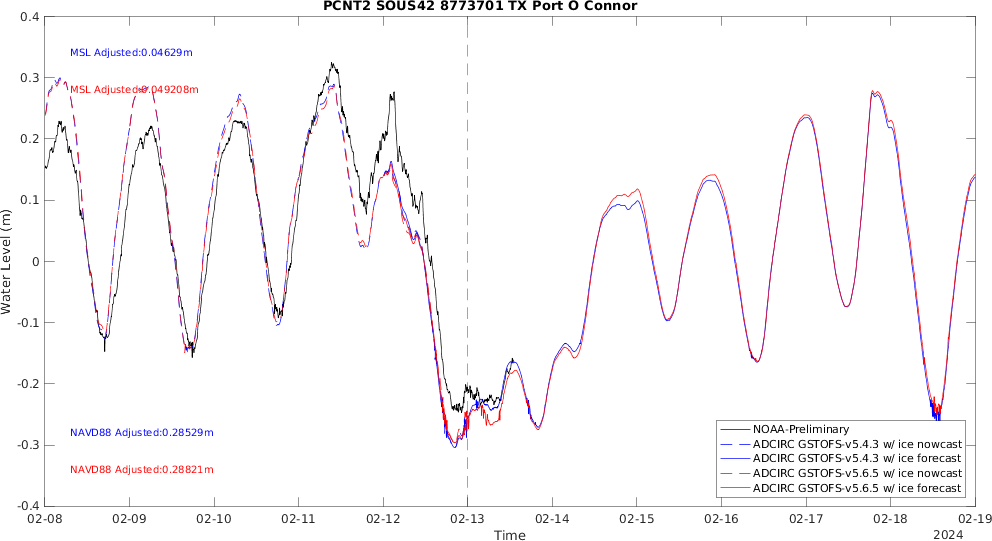 PCNT2 SOUS42 8773701 TX Port O Connor
0.4
0.3
0.2
0.1
0
-0.1
-0.2
-0.3
-0.4
Water Level (m)
MSL Adjusted:0.04629m
MSL Adjusted:0.049208m
NAVD88 Adjusted:0.28529m
NAVD88 Adjusted:0.28821m
NOAA-Preliminary
ADCIRC GSTOFS-v5.4.3 w/ ice nowcast
ADCIRC GSTOFS-v5.4.3 w/ ice forecast
ADCIRC GSTOFS-v5.6.5 w/ ice nowcast
ADCIRC GSTOFS-v5.6.5 w/ ice forecast
02-08 02-09 02-10 02-11 02-12 02-13 02-14 02-15 02-16 02-17 02-18 02-19
Time
2024